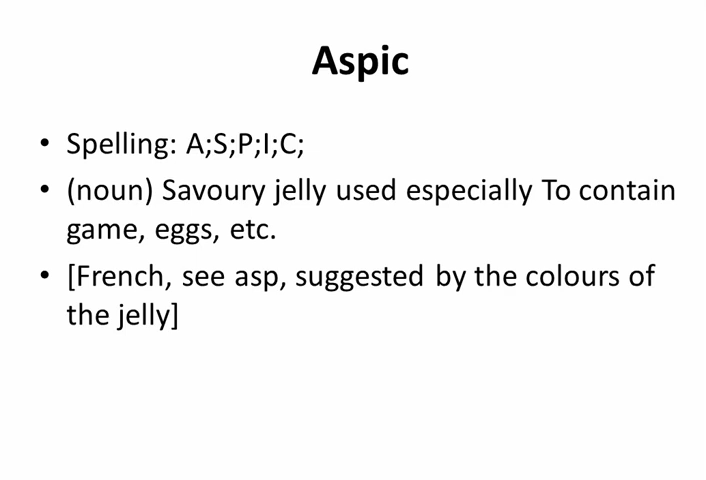 Aspic
• Spelling: A;S;P;I;C;
• (noun) Savoury jelly used especially To contain
game, eggs, etc.
• [French, see asp, suggested by the colours of
the jelly]